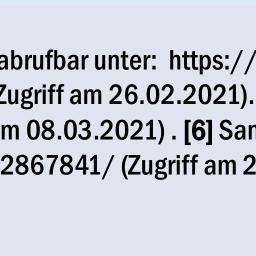 abrufbar unter: https://
Zugriff am 26.02.2021).
m 08.03.2021) . [6] San
2867841/ (Zugriff am 2